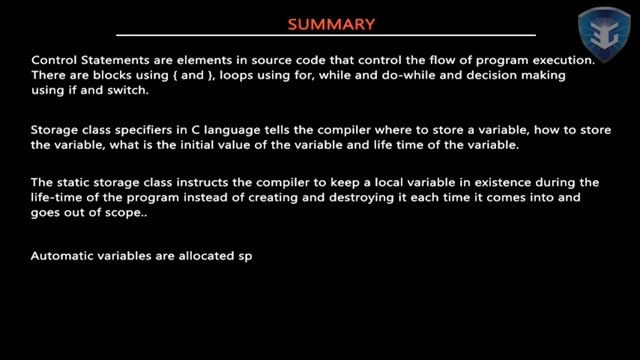 SUMMARY
Control Statements are elements in source code that control the flow of program execution.
There are blocks using { and }, loops using for, while and do-while and decision making
using if and switch.
Storage class specifiers in C language tells the compiler where to store a variable, how to store
the variable, what is the initial value of the variable and life time of the variable.
The static storage class instructs the compiler to keep a local variable in existence during the
life-time of the program instead of creating and destroying it each time it comes into and
goes out of scope..
Automatic variables are allocated sp